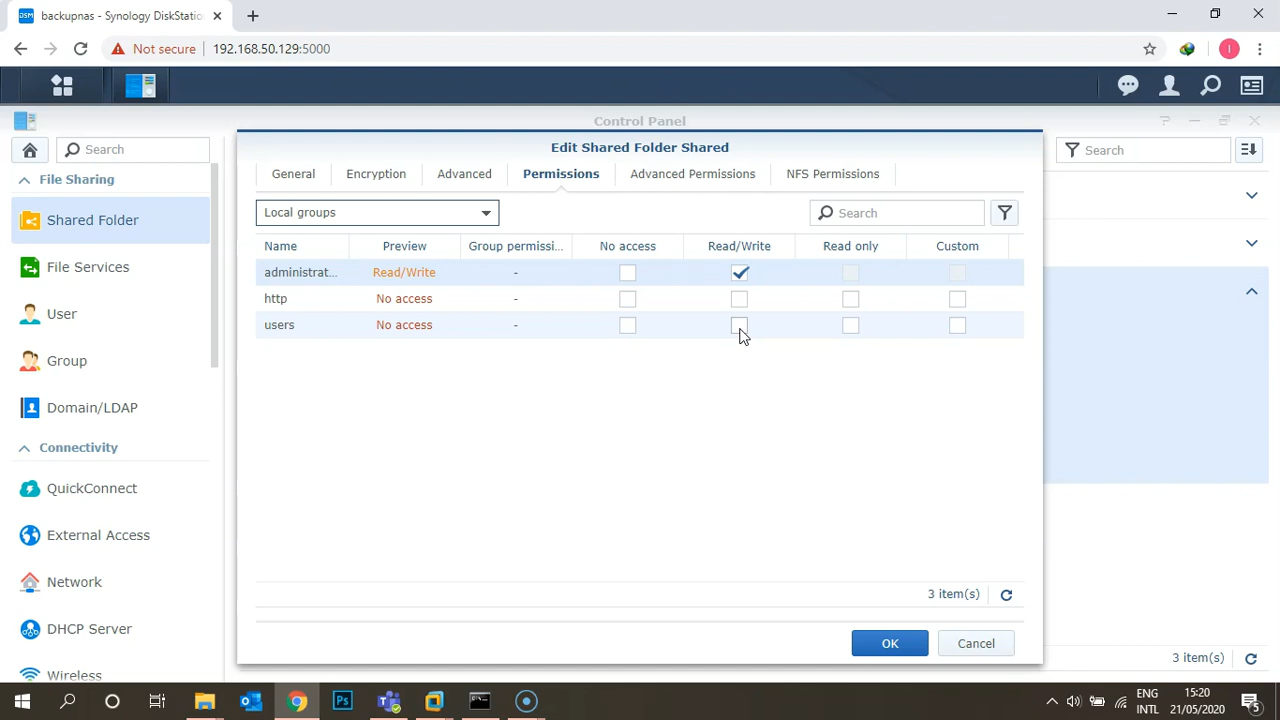 backupnas - Synology DiskStatio
Not secure
192.168.50.129:5000
Control Panel
Search
File Sharing
Shared Folder
File Services
User
Group
Domain/LDAP
Connectivity
QuickConnect
External Access
Network
DHCP Server
Wireless
Edit Shared Folder Shared
General Encryption Advanced Permissions Advanced Permissions NFS Permissions
Local groups
Search
Name Preview Group permissi... No access Read/Write Read only Custom
administrat... Read/Write -
http No access -
users No access -
3 item(s)
OK Cancel
Search
3 item(s)
ENG
INTL
15:20
21/05/2020
5